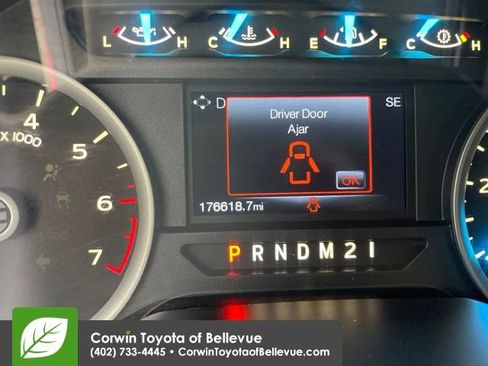 L H C H E F C H
4
X 1000
5
6
7
D
Driver Door
Ajar
SE
OK
176618.7mi
P R N D M 2 1
Corwin Toyota of Bellevue
(402) 733-4445 • CorwinToyotaofBellevue.com